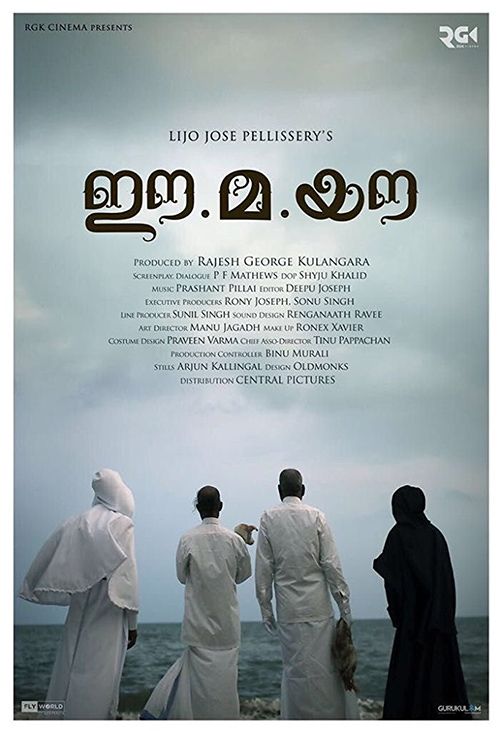 RGK CINEMA PRESENTS
RGK
LIJO JOSE PELLISSERY'S
ഈ.മ.യൗ
PRODUCED BY RAJESH GEORGE KULANGARA
SCREENPLAY, DIALOGUE P F MATHEWS DOP SHYJU KHALID
MUSIC PRASHANT PILLAI EDITOR DEEPU JOSEPH
EXECUTIVE PRODUCERS RONY JOSEPH, SONU SINGH
LINE PRODUCER SUNIL SINGH SOUND DESIGN RENGANATH RAVEE
ART DIRECTOR MANU JAGADH MAKE UP RONEX XAVIER
COSTUME DESIGN PRAVEEN VARMA CHIEF ASSO-DIRECTOR TINU PAPPACHAN
PRODUCTION CONTROLLER BINU MURALI
STILLS ARJUN KALLINGAL DESIGN OLDMONKS
DISTRIBUTION CENTRAL PICTURES
FLYWORLD
GURUKULAM